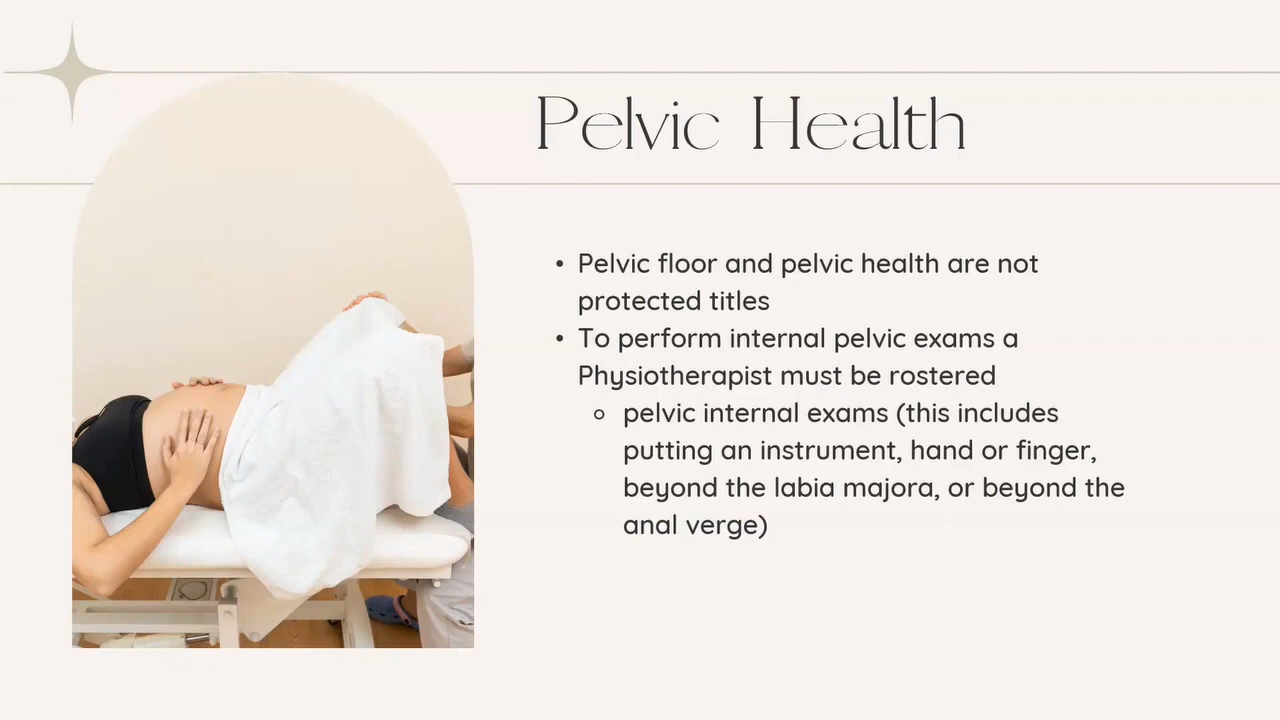 Pelvic Health
• Pelvic floor and pelvic health are not
protected titles
• To perform internal pelvic exams a
Physiotherapist must be rostered
○ pelvic internal exams (this includes
putting an instrument, hand or finger,
beyond the labia majora, or beyond the
anal verge)